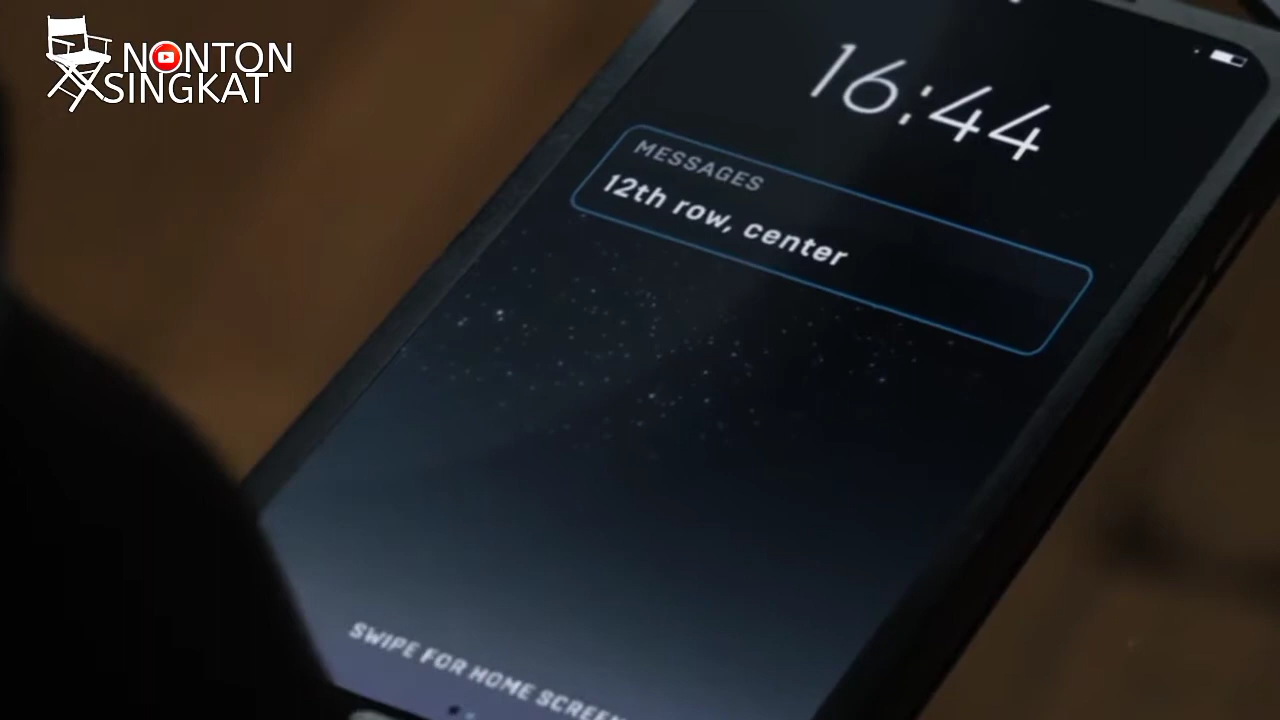 NONTON
SINGKAT
16:44
MESSAGES
12th row, center
SWIPE FOR HOME SCREEN